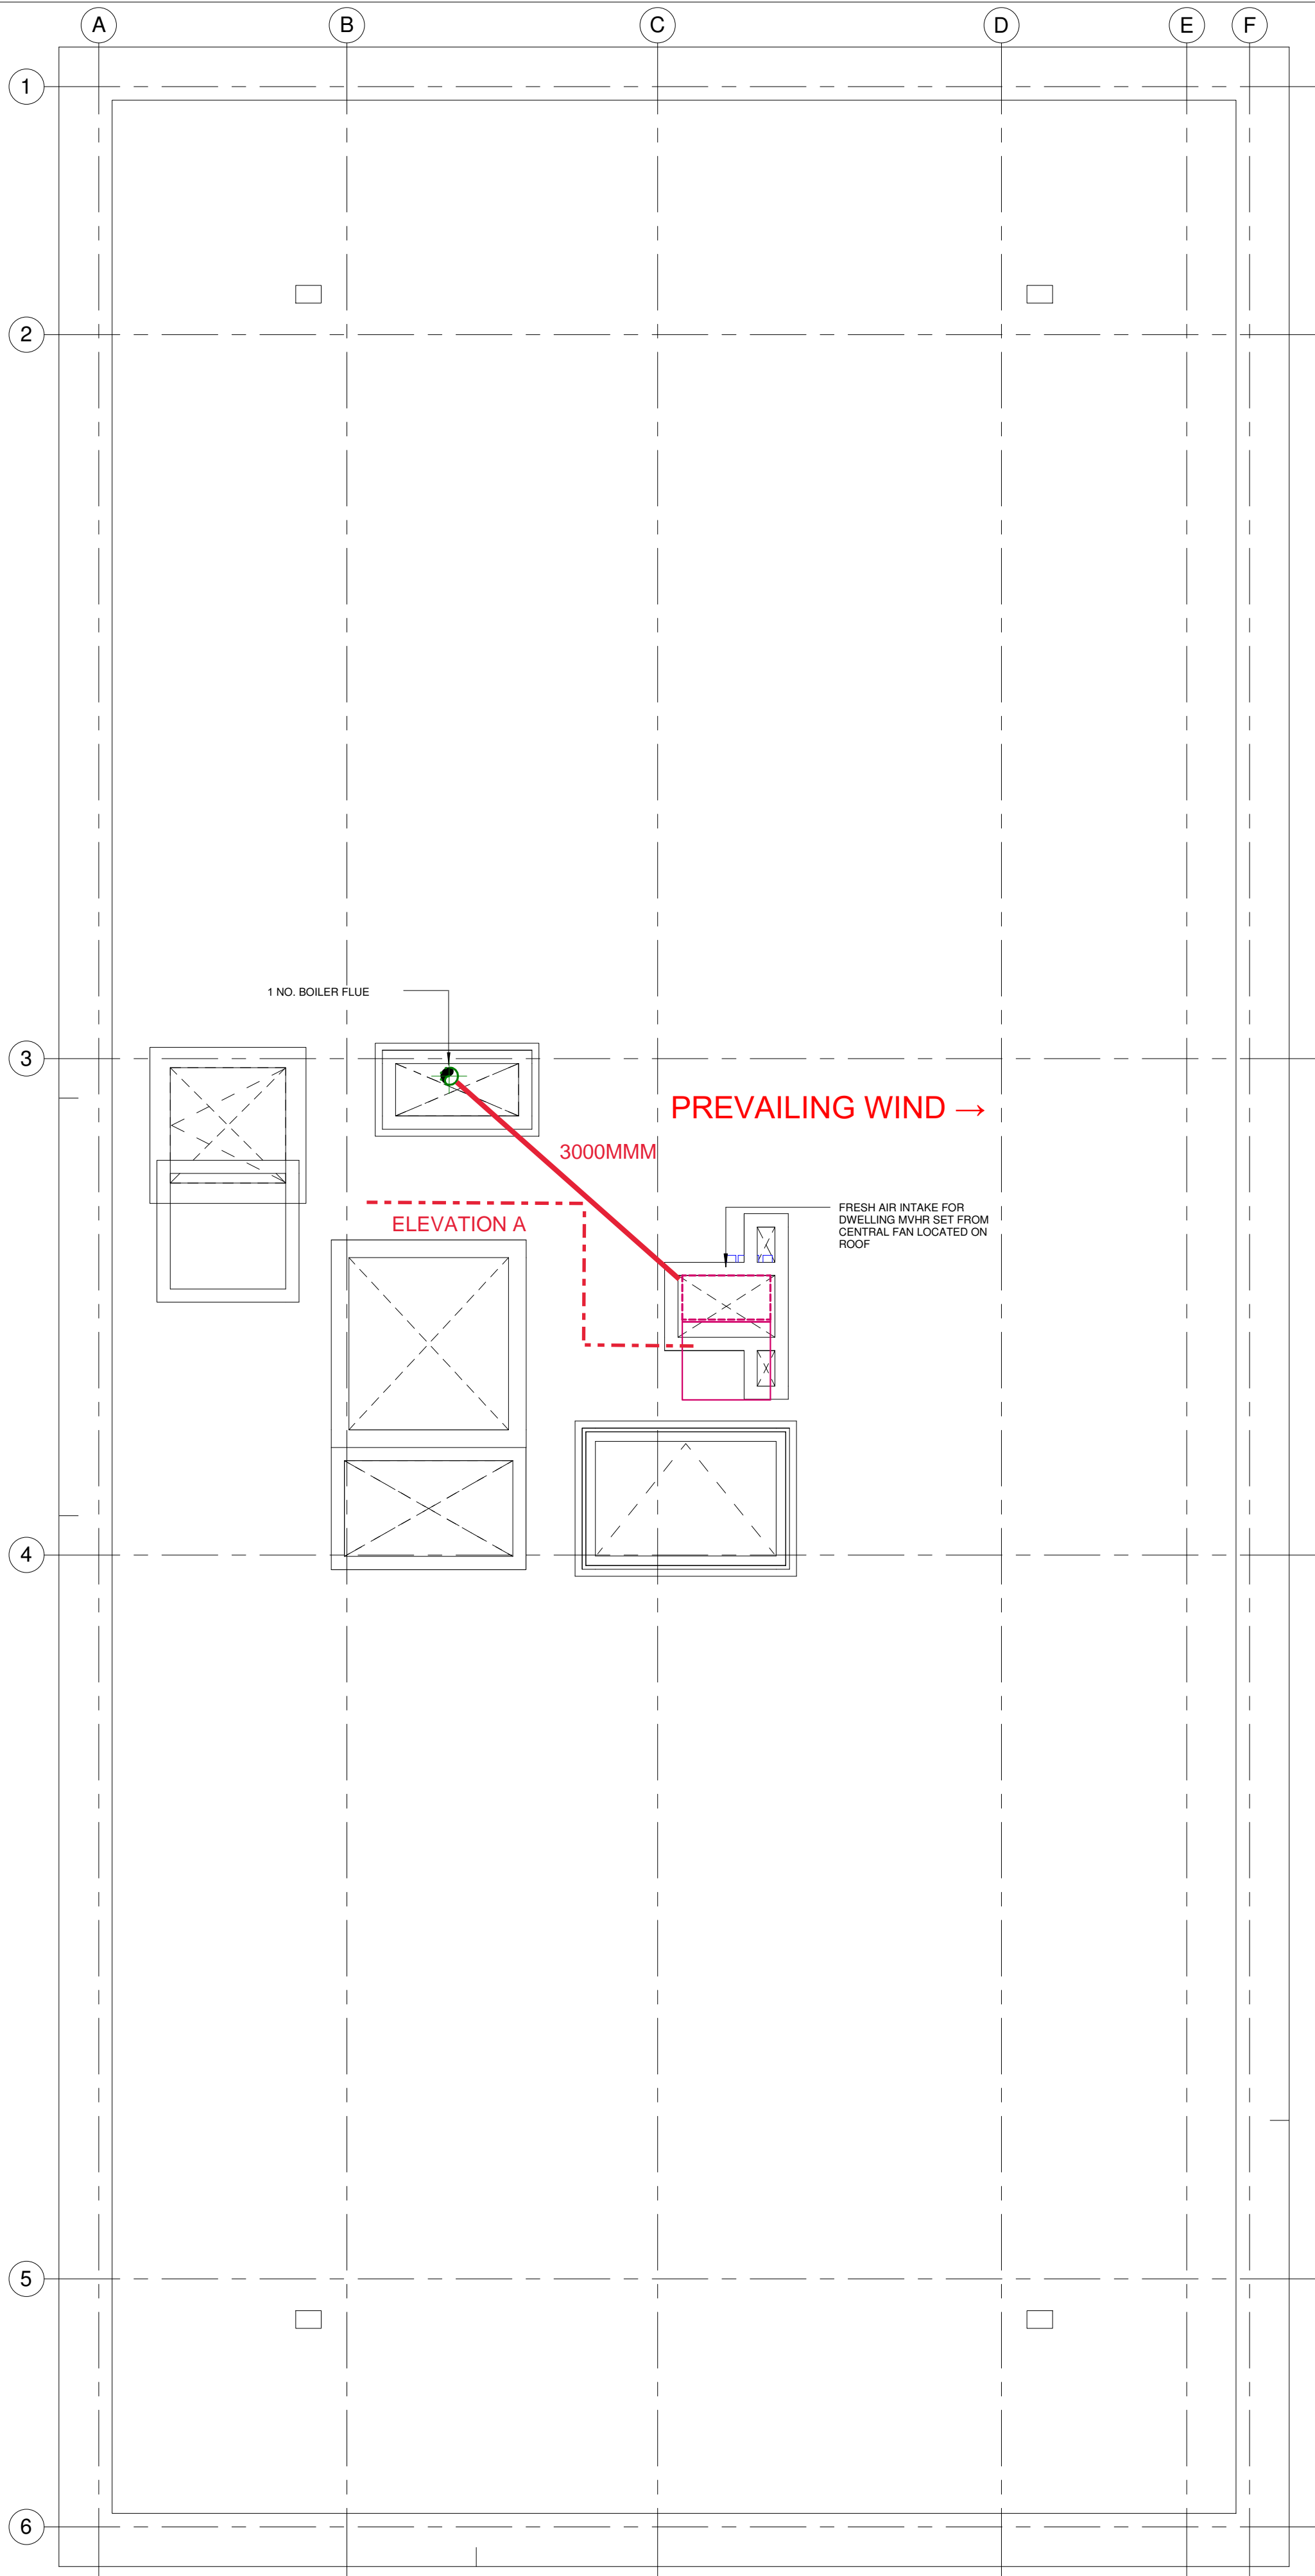 A
B
C
D
E
F
1
2
1 NO. BOILER FLUE
3
PREVAILING WIND →
3000MMM
FRESH AIR INTAKE FOR
DWELLING MVHR SET FROM
CENTRAL FAN LOCATED ON
ROOF
ELEVATION A
4
5
6